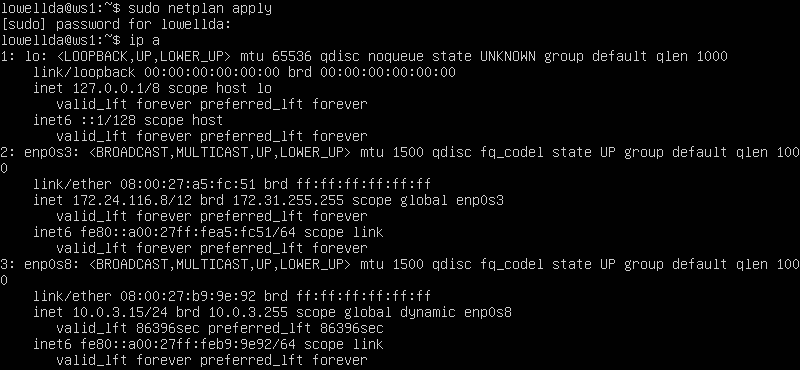 lowellda@ws1:~$ sudo netplan apply
[sudo] password for lowellda:
lowellda@ws1:~$ ip a
1: lo: <LOOPBACK,UP,LOWER_UP> mtu 65536 qdisc noqueue state UNKNOWN group default qlen 1000
    link/loopback 00:00:00:00:00:00 brd 00:00:00:00:00:00
    inet 127.0.0.1/8 scope host lo
       valid_lft forever preferred_lft forever
    inet6 ::1/128 scope host
       valid_lft forever preferred_lft forever
2: enp0s3: <BROADCAST,MULTICAST,UP,LOWER_UP> mtu 1500 qdisc fq_codel state UP group default qlen 100
0
    link/ether 08:00:27:a5:fc:51 brd ff:ff:ff:ff:ff:ff
    inet 172.24.116.8/12 brd 172.31.255.255 scope global enp0s3
       valid_lft forever preferred_lft forever
    inet6 fe80::a00:27ff:fea5:fc51/64 scope link
       valid_lft forever preferred_lft forever
3: enp0s8: <BROADCAST,MULTICAST,UP,LOWER_UP> mtu 1500 qdisc fq_codel state UP group default qlen 100
0
    link/ether 08:00:27:b9:9e:92 brd ff:ff:ff:ff:ff:ff
    inet 10.0.3.15/24 brd 10.0.3.255 scope global dynamic enp0s8
       valid_lft 86396sec preferred_lft 86396sec
    inet6 fe80::a00:27ff:feb9:9e92/64 scope link
       valid_lft forever preferred_lft forever